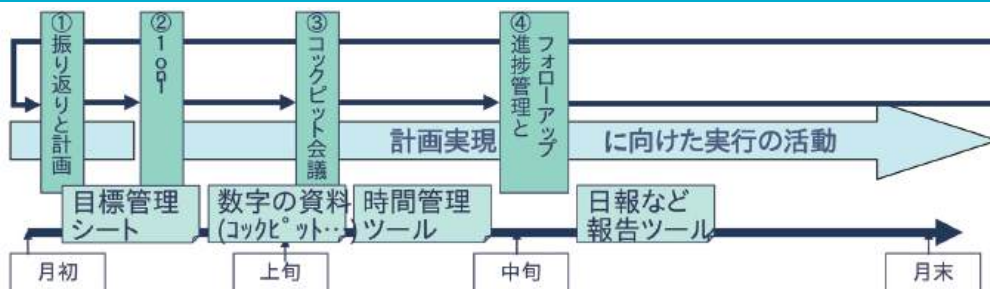 ①振り返りと計画
②1on1
③コックピット会議
④進捗管理と
フォローアップ
計画実現に向けた実行の活動
目標管理
シート
数字の資料
(コックピット…)
時間管理
ツール
日報など
報告ツール
月初
上旬
中旬
月末